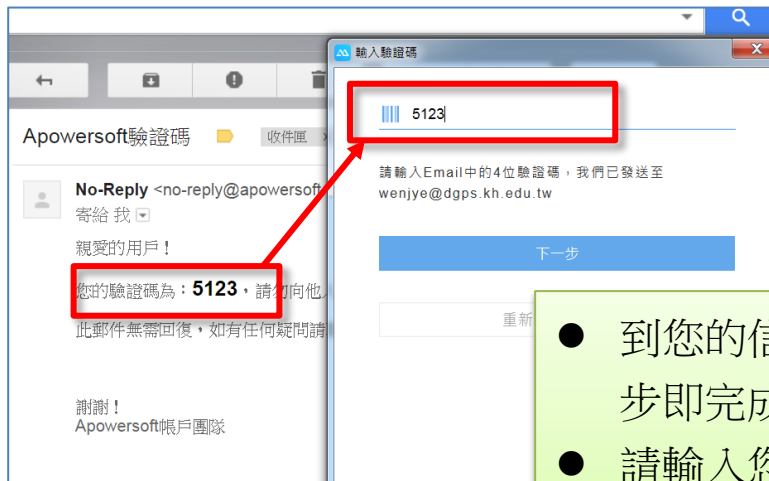 Apowersoft驗證碼
收件匣
No-Reply <no-reply@apowersoft
寄給 我
親愛的用戶！
您的驗證碼為：5123，請勿向他
此郵件無需回復，如有任何疑問請
謝謝！
Apowersoft帳戶團隊
輸入驗證碼
5123
請輸入Email中的4位驗證碼，我們已發送至
wenjye@dgps.kh.edu.tw
下一步
重新
● 到您的信
步即完成
● 請輸入您